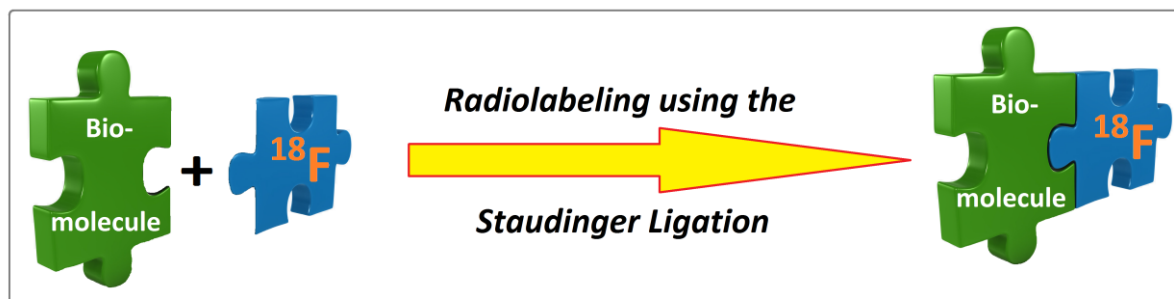 Bio-
molecule
+
18F
Radiolabeling using the
Staudinger Ligation
Bio-
molecule
18F